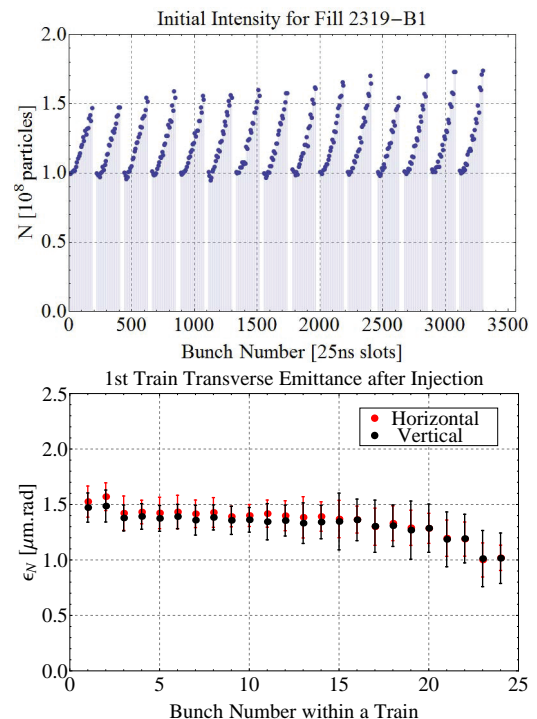 Initial Intensity for Fill 2319−B1
N [10⁸ particles]
2.0
1.5
1.0
0.5
0.0
0 500 1000 1500 2000 2500 3000 3500
Bunch Number [25ns slots]
1st Train Transverse Emittance after Injection
ϵN [μm.rad]
2.5
2.0
1.5
1.0
0.5
0.0
Horizontal
Vertical
0 5 10 15 20 25
Bunch Number within a Train